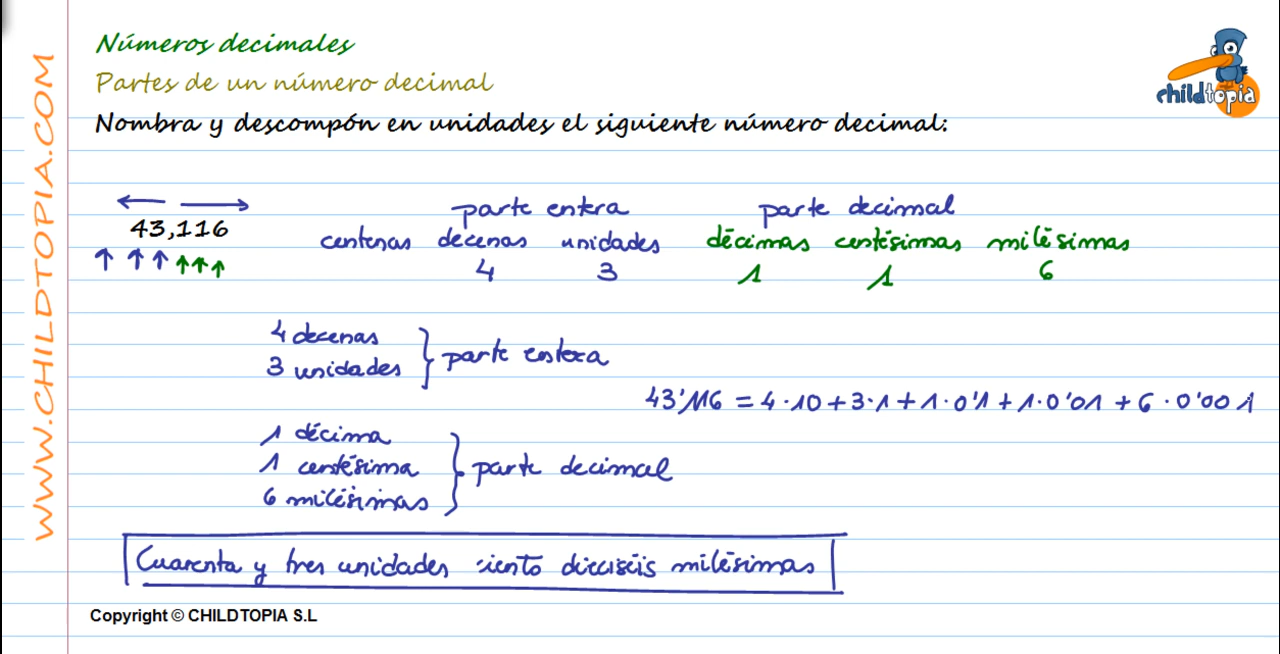 WWW.CHILDTOPIA.COM
Números decimales
childtopia
Partes de un número decimal
Nombra y descompón en unidades el siguiente número decimal:
43,116
parte entera parte decimal
centenas decenas unidades décimas centésimas milésimas
4 3 1 1 6
4 decenas
3 unidades
parte entera
43'116 = 4·10+3·1+1·0'1+1·0'01+6·0'001
1 décima
1 centésima
6 milésimas
parte decimal
Cuarenta y tres unidades ciento dieciséis milésimas
Copyright © CHILDTOPIA S.L